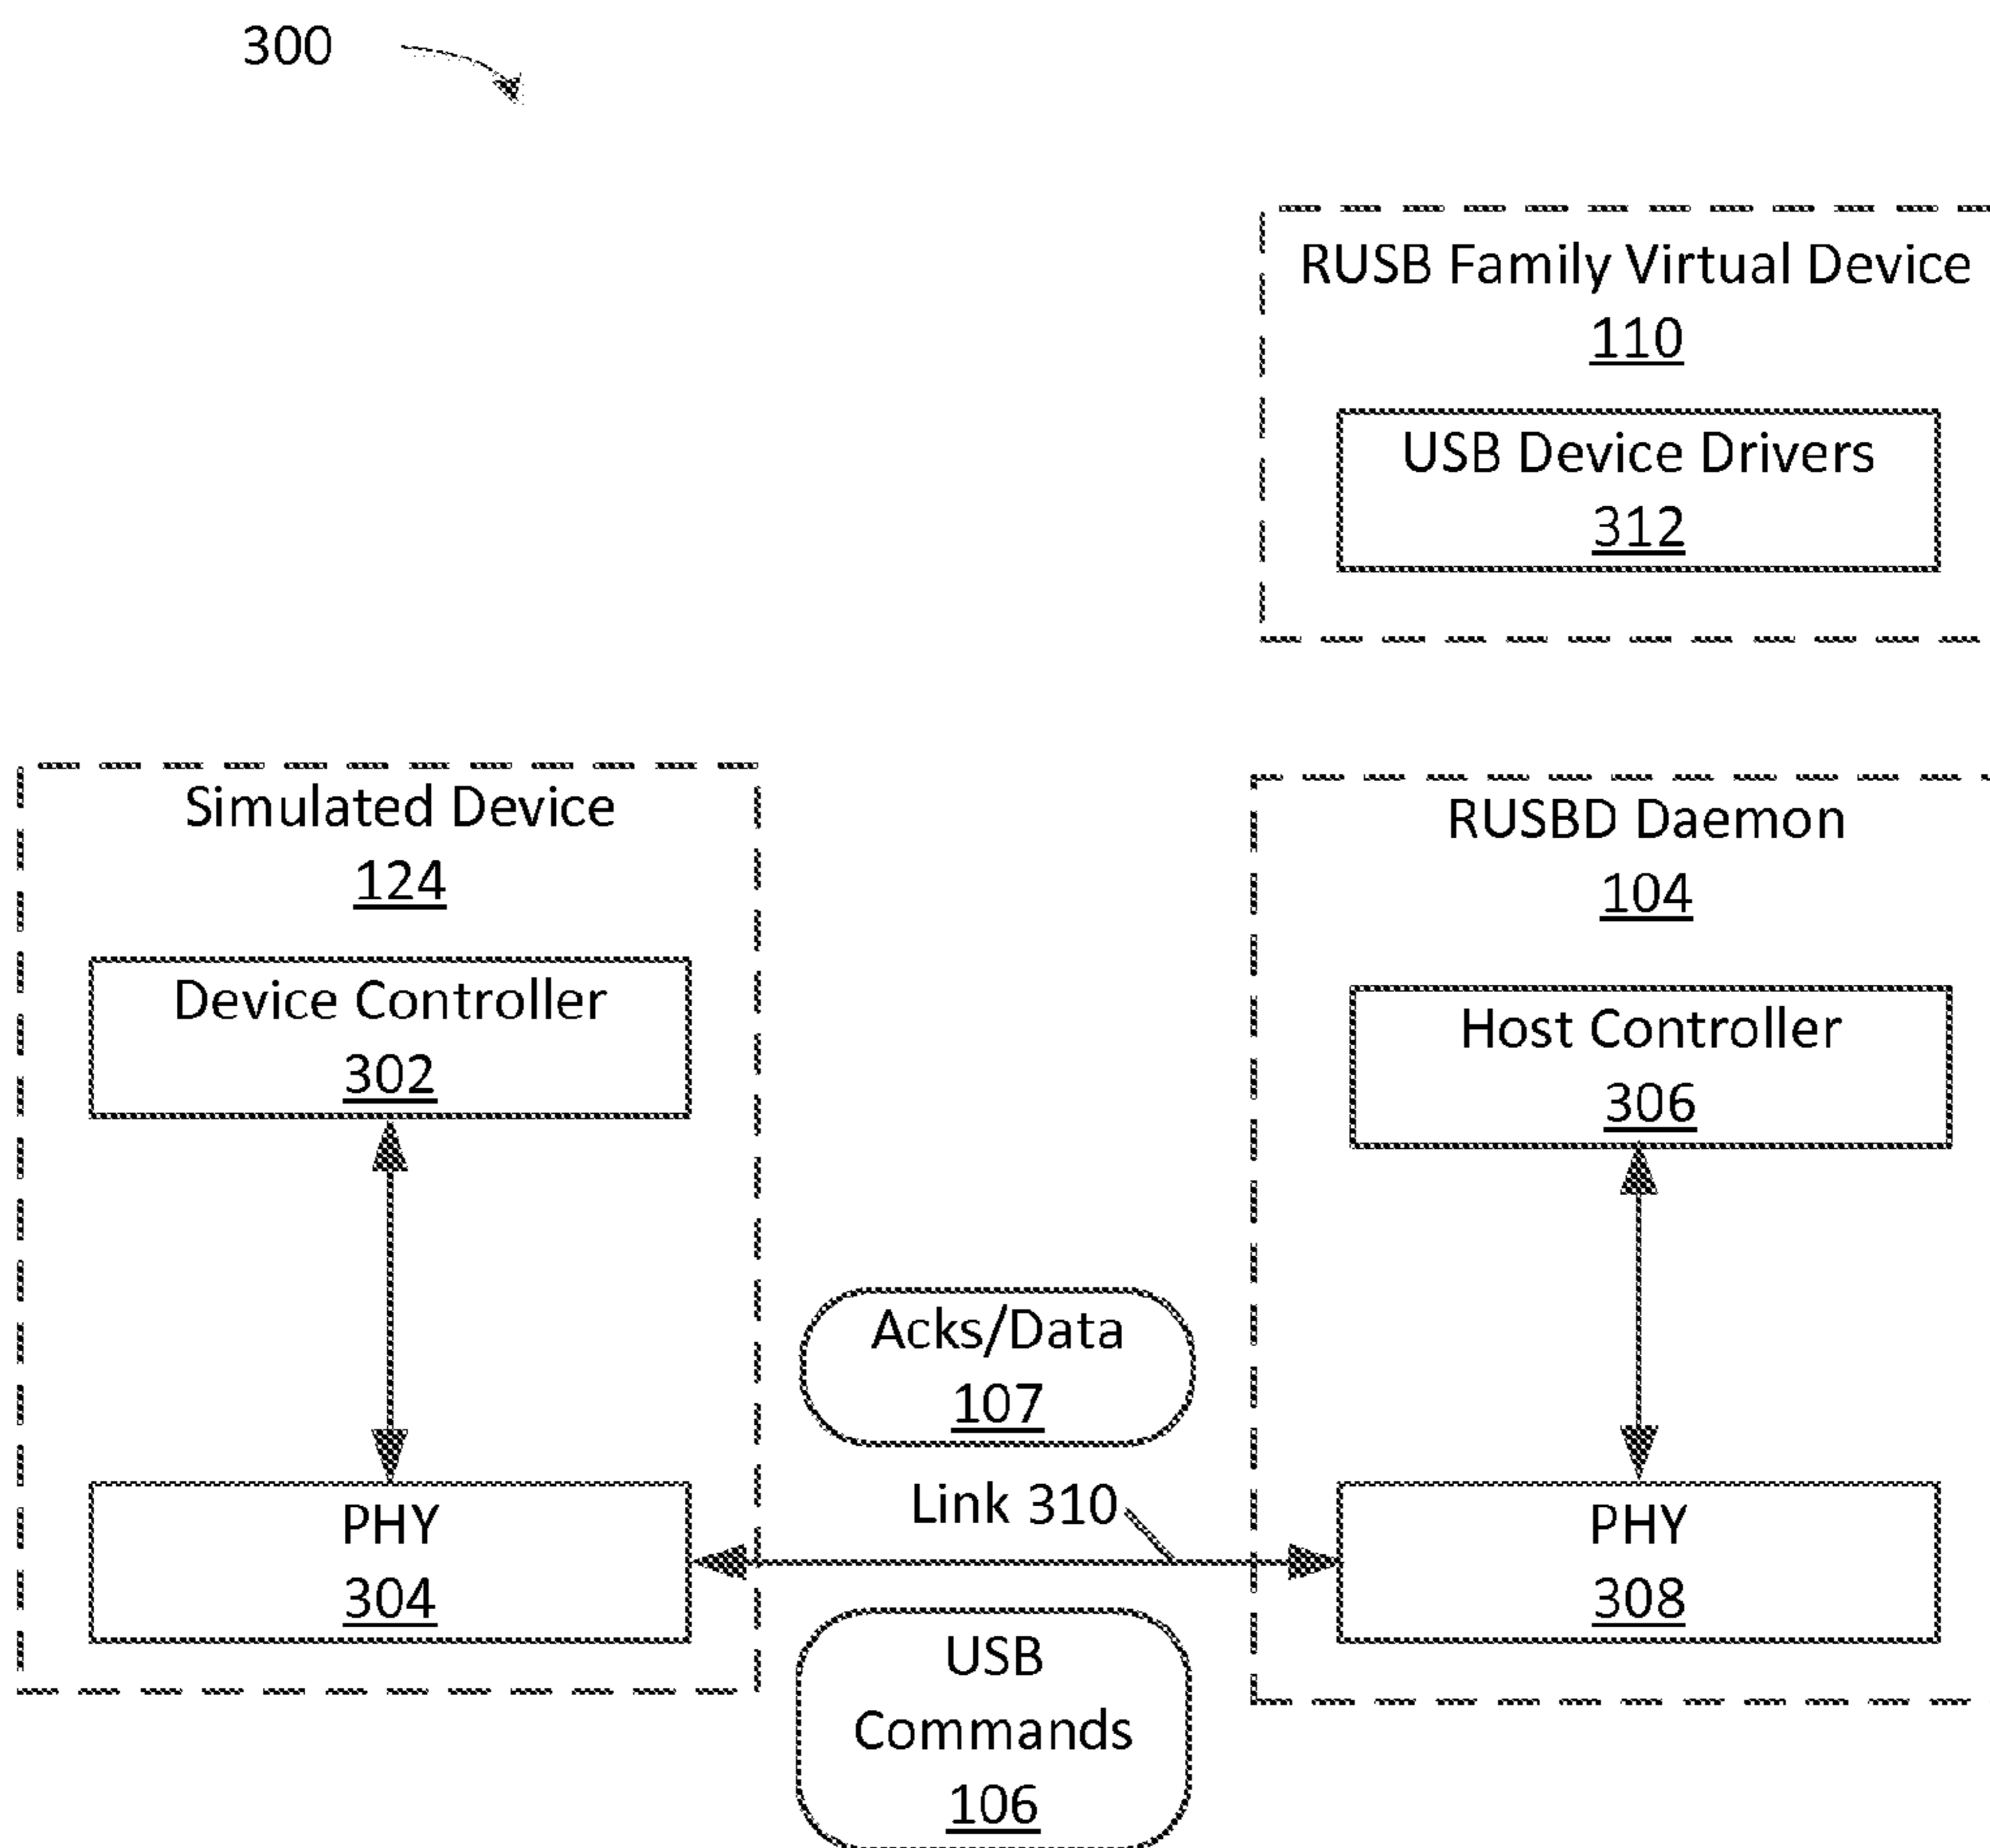 300
RUSB Family Virtual Device
110
USB Device Drivers
312
Simulated Device
124
Device Controller
302
RUSBD Daemon
104
Host Controller
306
Acks/Data
107
Link 310
PHY
304
PHY
308
USB
Commands
106